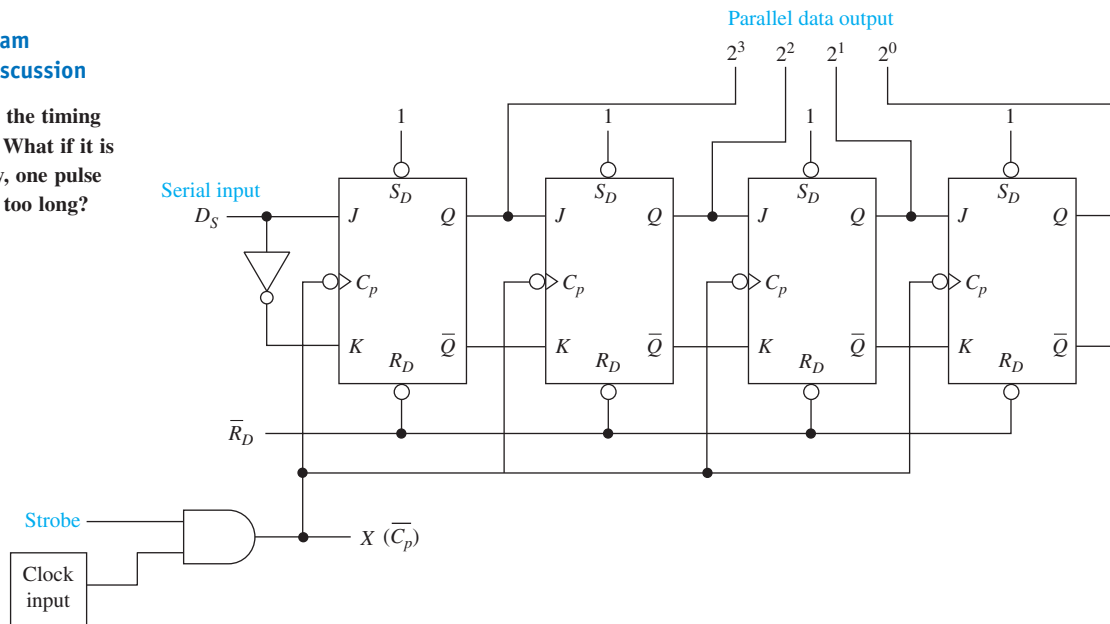 am
scussion
the timing
What if it is
, one pulse
too long?
Parallel data output
2³ 2² 2¹ 2⁰
1 1 1 1
Serial input
D_S
S_D S_D S_D S_D
J Q J Q J Q J Q
C_p C_p C_p C_p
K Q̅ K Q̅ K Q̅ K Q̅
R_D R_D R_D R_D
R̅_D
Strobe
X (C̅_p)
Clock
input